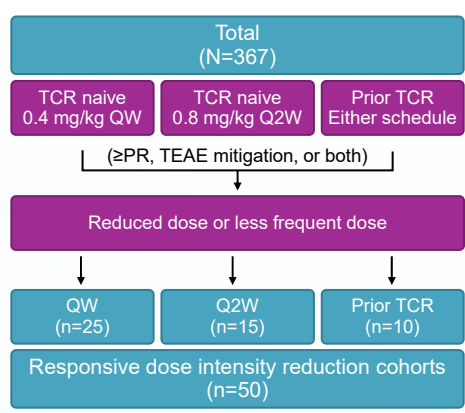 Total
(N=367)
TCR naive
0.4 mg/kg QW
TCR naive
0.8 mg/kg Q2W
Prior TCR
Either schedule
(≥PR, TEAE mitigation, or both)
Reduced dose or less frequent dose
QW
(n=25)
Q2W
(n=15)
Prior TCR
(n=10)
Responsive dose intensity reduction cohorts
(n=50)